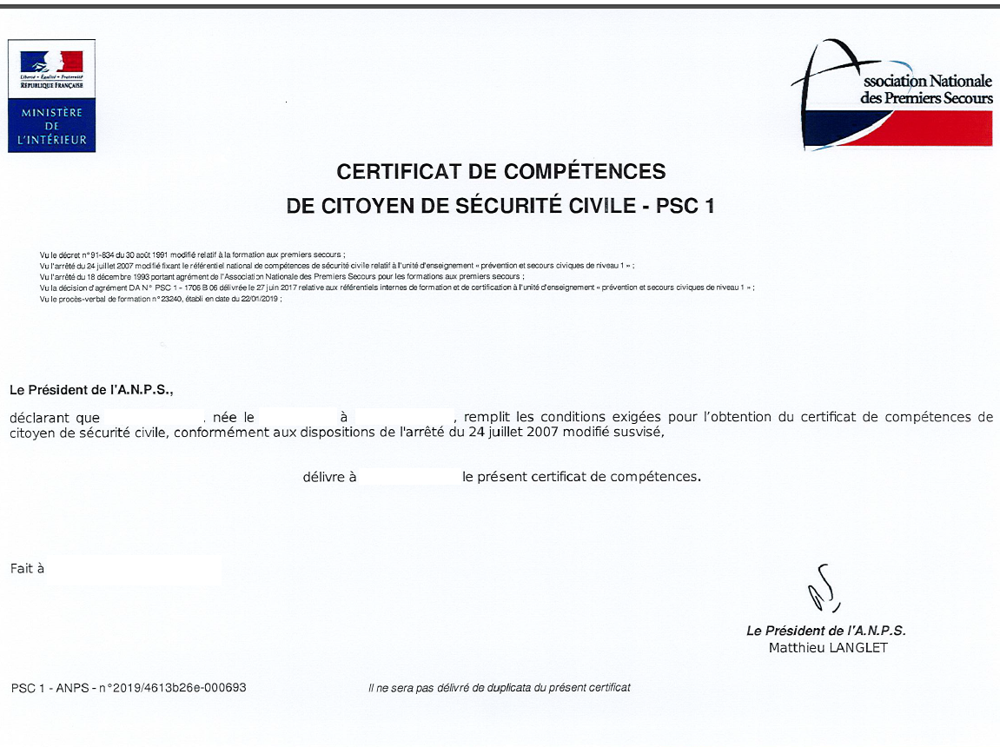 Liberté • Égalité • Fraternité
RÉPUBLIQUE FRANÇAISE
MINISTÈRE
DE
L'INTÉRIEUR
ssociation Nationale
des Premiers Secours
CERTIFICAT DE COMPÉTENCES
DE CITOYEN DE SÉCURITÉ CIVILE - PSC 1
Vu le décret n°91-834 du 30 août 1991 modifié relatif à la formation aux premiers secours ;
Vu l'arrêté du 24 juillet 2007 modifié fixant le référentiel national de compétences de sécurité civile relatif à l'unité d'enseignement « prévention et secours civiques de niveau 1 » ;
Vu l'arrêté du 18 décembre 1993 portant agrément de l'Association Nationale des Premiers Secours pour les formations aux premiers secours ;
Vu la décision d'agrément DA N° PSC 1 - 1706 B 06 délivrée le 27 juin 2017 relative aux référentiels internes de formation et de certification à l'unité d'enseignement « prévention et secours civiques de niveau 1 » ;
Vu le procès-verbal de formation n°23240, établi en date du 22/01/2019 ;
Le Président de l'A.N.P.S.,
déclarant que , née le à , remplit les conditions exigées pour l'obtention du certificat de compétences de
citoyen de sécurité civile, conformément aux dispositions de l'arrêté du 24 juillet 2007 modifié susvisé,
délivre à le présent certificat de compétences.
Fait à
Le Président de l'A.N.P.S.
Matthieu LANGLET
PSC 1 - ANPS - n°2019/4613b26e-000693
Il ne sera pas délivré de duplicata du présent certificat